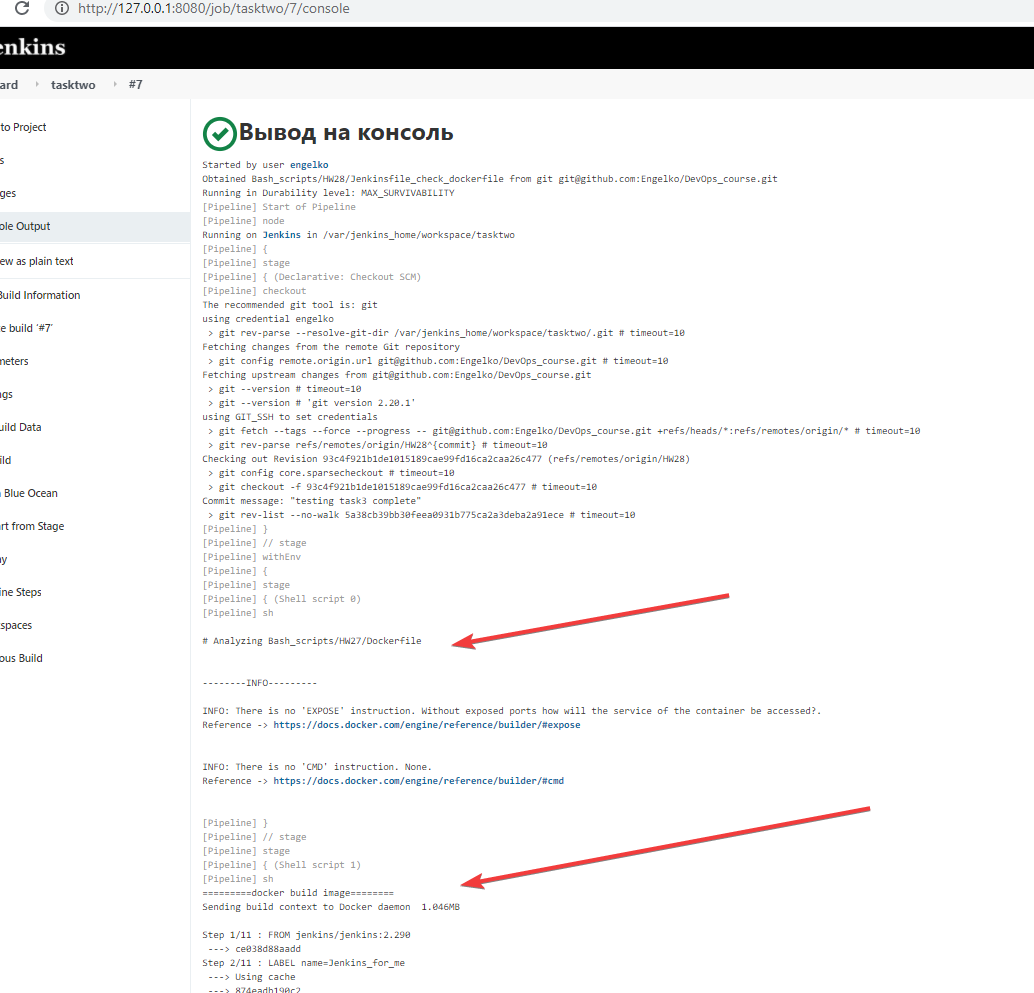 http://127.0.0.1:8080/job/tasktwo/7/console
enkins
ard tasktwo #7
to Project
s
ges
ole Output
ew as plain text
Build Information
e build '#7'
meters
ngs
uild Data
ild
Blue Ocean
rt from Stage
ay
ine Steps
spaces
ous Build
Вывод на консоль
Started by user engelko
Obtained Bash_scripts/HW28/Jenkinsfile_check_dockerfile from git git@github.com:Engelko/DevOps_course.git
Running in Durability level: MAX_SURVIVABILITY
[Pipeline] Start of Pipeline
[Pipeline] node
Running on Jenkins in /var/jenkins_home/workspace/tasktwo
[Pipeline] {
[Pipeline] stage
[Pipeline] { (Declarative: Checkout SCM)
[Pipeline] checkout
The recommended git tool is: git
using credential engelko
 > git rev-parse --resolve-git-dir /var/jenkins_home/workspace/tasktwo/.git # timeout=10
Fetching changes from the remote Git repository
 > git config remote.origin.url git@github.com:Engelko/DevOps_course.git # timeout=10
Fetching upstream changes from git@github.com:Engelko/DevOps_course.git
 > git --version # timeout=10
 > git --version # 'git version 2.20.1'
using GIT_SSH to set credentials
 > git fetch --tags --force --progress -- git@github.com:Engelko/DevOps_course.git +refs/heads/*:refs/remotes/origin/* # timeout=10
 > git rev-parse refs/remotes/origin/HW28^{commit} # timeout=10
Checking out Revision 93c4f921b1de1015189cae99fd16ca2caa26c477 (refs/remotes/origin/HW28)
 > git config core.sparsecheckout # timeout=10
 > git checkout -f 93c4f921b1de1015189cae99fd16ca2caa26c477 # timeout=10
Commit message: "testing task3 complete"
 > git rev-list --no-walk 5a38cb39bb30feea0931b775ca2a3deba2a91ece # timeout=10
[Pipeline] }
[Pipeline] // stage
[Pipeline] withEnv
[Pipeline] {
[Pipeline] stage
[Pipeline] { (Shell script 0)
[Pipeline] sh
# Analyzing Bash_scripts/HW27/Dockerfile
--------INFO---------
INFO: There is no 'EXPOSE' instruction. Without exposed ports how will the service of the container be accessed?.
Reference -> https://docs.docker.com/engine/reference/builder/#expose
INFO: There is no 'CMD' instruction. None.
Reference -> https://docs.docker.com/engine/reference/builder/#cmd
[Pipeline] }
[Pipeline] // stage
[Pipeline] stage
[Pipeline] { (Shell script 1)
[Pipeline] sh
=========docker build image========
Sending build context to Docker daemon  1.046MB
Step 1/11 : FROM jenkins/jenkins:2.290
 ---> ce038d88aadd
Step 2/11 : LABEL name=Jenkins_for_me
 ---> Using cache
 ---> 874eadb190c2